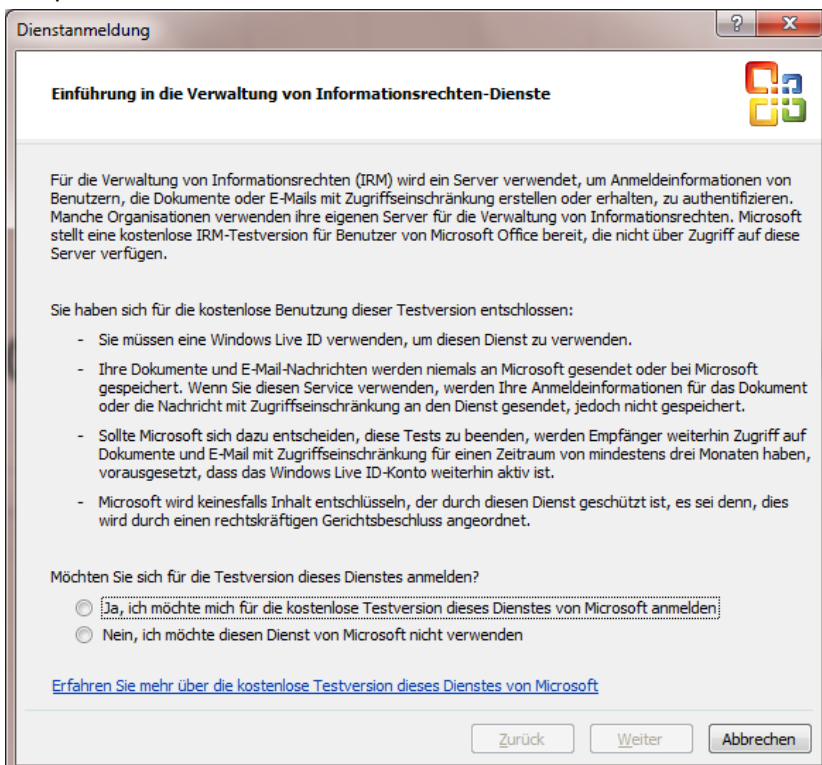 Dienstanmeldung
Einführung in die Verwaltung von Informationsrechten-Dienste
Für die Verwaltung von Informationsrechten (IRM) wird ein Server verwendet, um Anmeldeinformationen von
Benutzern, die Dokumente oder E-Mails mit Zugriffseinschränkung erstellen oder erhalten, zu authentifizieren.
Manche Organisationen verwenden ihre eigenen Server für die Verwaltung von Informationsrechten. Microsoft
stellt eine kostenlose IRM-Testversion für Benutzer von Microsoft Office bereit, die nicht über Zugriff auf diese
Server verfügen.
Sie haben sich für die kostenlose Benutzung dieser Testversion entschlossen:
- Sie müssen eine Windows Live ID verwenden, um diesen Dienst zu verwenden.
- Ihre Dokumente und E-Mail-Nachrichten werden niemals an Microsoft gesendet oder bei Microsoft
gespeichert. Wenn Sie diesen Service verwenden, werden Ihre Anmeldeinformationen für das Dokument
oder die Nachricht mit Zugriffseinschränkung an den Dienst gesendet, jedoch nicht gespeichert.
- Sollte Microsoft sich dazu entscheiden, diese Tests zu beenden, werden Empfänger weiterhin Zugriff auf
Dokumente und E-Mail mit Zugriffseinschränkung für einen Zeitraum von mindestens drei Monaten haben,
vorausgesetzt, dass das Windows Live ID-Konto weiterhin aktiv ist.
- Microsoft wird keinesfalls Inhalt entschlüsseln, der durch diesen Dienst geschützt ist, es sei denn, dies
wird durch einen rechtskräftigen Gerichtsbeschluss angeordnet.
Möchten Sie sich für die Testversion dieses Dienstes anmelden?
Ja, ich möchte mich für die kostenlose Testversion dieses Dienstes von Microsoft anmelden
Nein, ich möchte diesen Dienst von Microsoft nicht verwenden
Erfahren Sie mehr über die kostenlose Testversion dieses Dienstes von Microsoft
Zurück Weiter Abbrechen